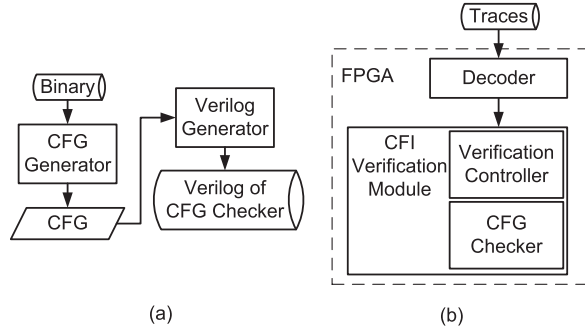 Binary
CFG
Generator
CFG
Verilog
Generator
Verilog of
CFG Checker
(a)
Traces
FPGA
Decoder
CFI
Verification
Module
Verification
Controller
CFG
Checker
(b)